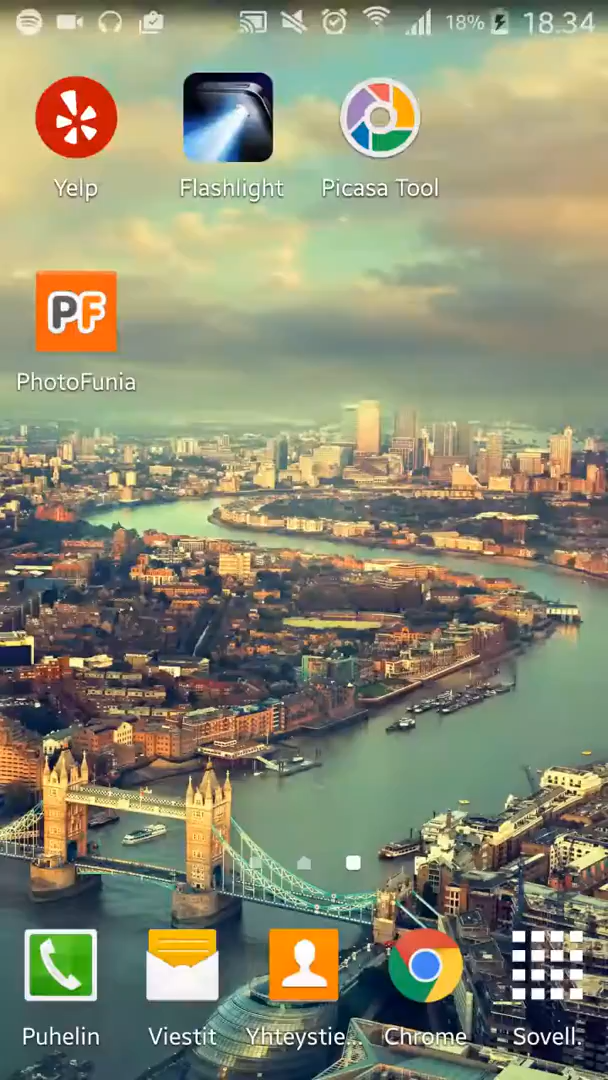 18% 18.34
Yelp Flashlight Picasa Tool
PF
PhotoFunia
Puhelin Viestit Yhteystie... Chrome Sovell.